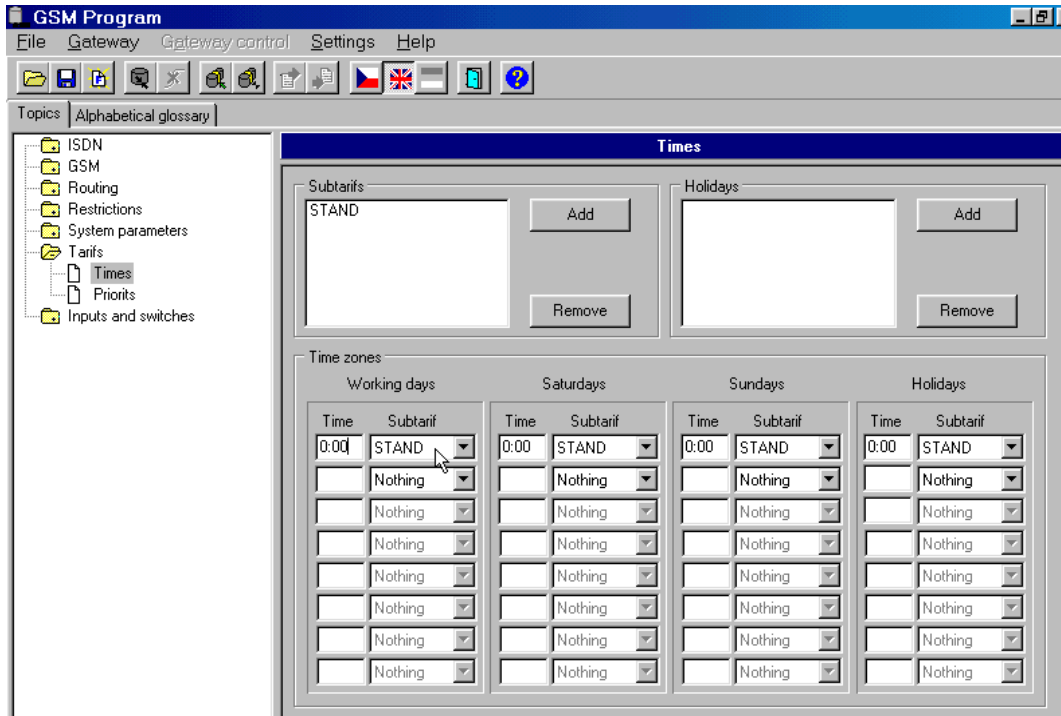 GSM Program
File Gateway Gateway control Settings Help
?
Topics Alphabetical glossary
ISDN
GSM
Routing
Restrictions
System parameters
Tarifs
Times
Priorits
Inputs and switches
Times
Subtarifs
STAND
Add
Remove
Holidays
Add
Remove
Time zones
Working days Saturdays Sundays Holidays
Time Subtarif Time Subtarif Time Subtarif Time Subtarif
0:00 STAND 0:00 STAND 0:00 STAND 0:00 STAND
Nothing Nothing Nothing Nothing
Nothing Nothing Nothing Nothing
Nothing Nothing Nothing Nothing
Nothing Nothing Nothing Nothing
Nothing Nothing Nothing Nothing
Nothing Nothing Nothing Nothing
Nothing Nothing Nothing Nothing